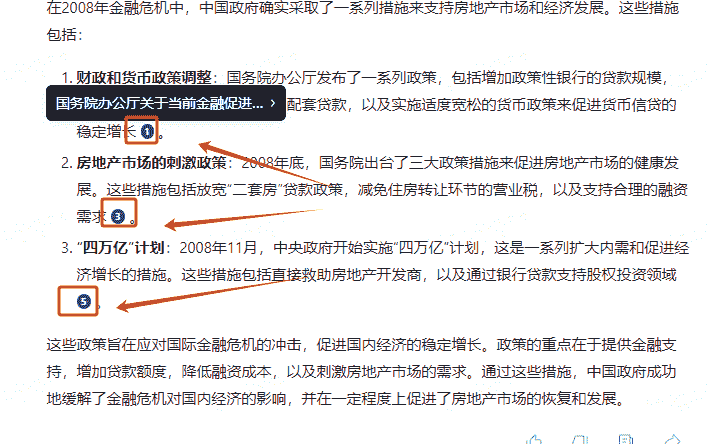 在2008年金融危机中，中国政府确实采取了一系列措施来支持房地产市场和经济发展。这些措施
包括：
1. 财政和货币政策调整：国务院办公厅发布了一系列政策，包括增加政策性银行的贷款规模，
国务院办公厅关于当前金融促进... ›
配套贷款，以及实施适度宽松的货币政策来促进货币信贷的
稳定增长 1 。
2. 房地产市场的刺激政策：2008年底，国务院出台了三大政策措施来促进房地产市场的健康发
展。这些措施包括放宽“二套房”贷款政策，减免住房转让环节的营业税，以及支持合理的融资
需求 3 。
3. “四万亿”计划：2008年11月，中央政府开始实施“四万亿”计划，这是一系列扩大内需和促进经
济增长的措施。这些措施包括直接救助房地产开发商，以及通过银行贷款支持股权投资领域
5 。
这些政策旨在应对国际金融危机的冲击，促进国内经济的稳定增长。政策的重点在于提供金融支
持，增加贷款额度，降低融资成本，以及刺激房地产市场的需求。通过这些措施，中国政府成功
地缓解了金融危机对国内经济的影响，并在一定程度上促进了房地产市场的恢复和发展。